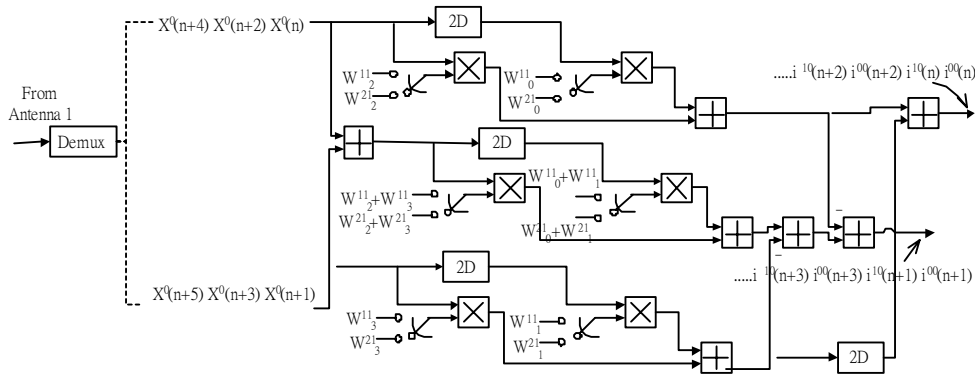 X⁰(n+4) X⁰(n+2) X⁰(n)
2D
W¹¹₂
W²¹₂
W¹¹₀
W²¹₀
.....i ¹⁰(n+2) i⁰⁰(n+2) i¹⁰(n) i⁰⁰(n)
From
Antenna 1
Demux
2D
W¹¹₂+W¹¹₃
W²¹₂+W²¹₃
W¹¹₀+W¹¹₁
W²¹₀+W²¹₁
–
–
.....i ¹⁰(n+3) i⁰⁰(n+3) i¹⁰(n+1) i⁰⁰(n+1)
X⁰(n+5) X⁰(n+3) X⁰(n+1)
2D
W¹¹₃
W²¹₃
W¹¹₁
W²¹₁
2D